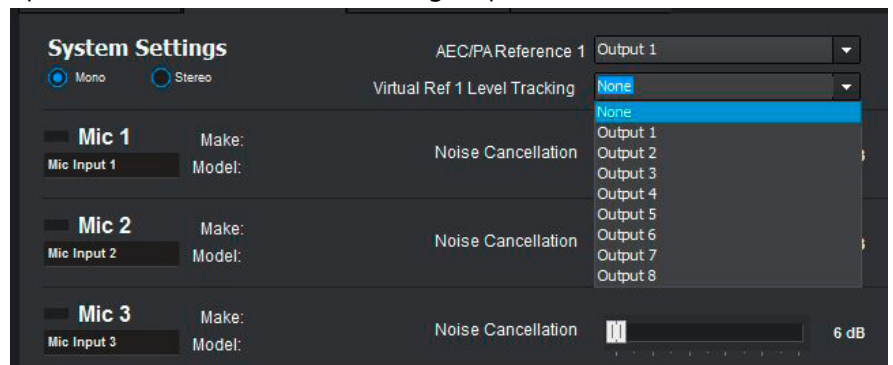 System Settings
AEC/PA Reference 1 Output 1
Mono Stereo
Virtual Ref 1 Level Tracking None
None
Output 1
Output 2
Output 3
Output 4
Output 5
Output 6
Output 7
Output 8
Mic 1 Make:
Mic Input 1 Model:
Noise Cancellation
Mic 2 Make:
Mic Input 2 Model:
Noise Cancellation
Mic 3 Make:
Mic Input 3 Model:
Noise Cancellation 6 dB